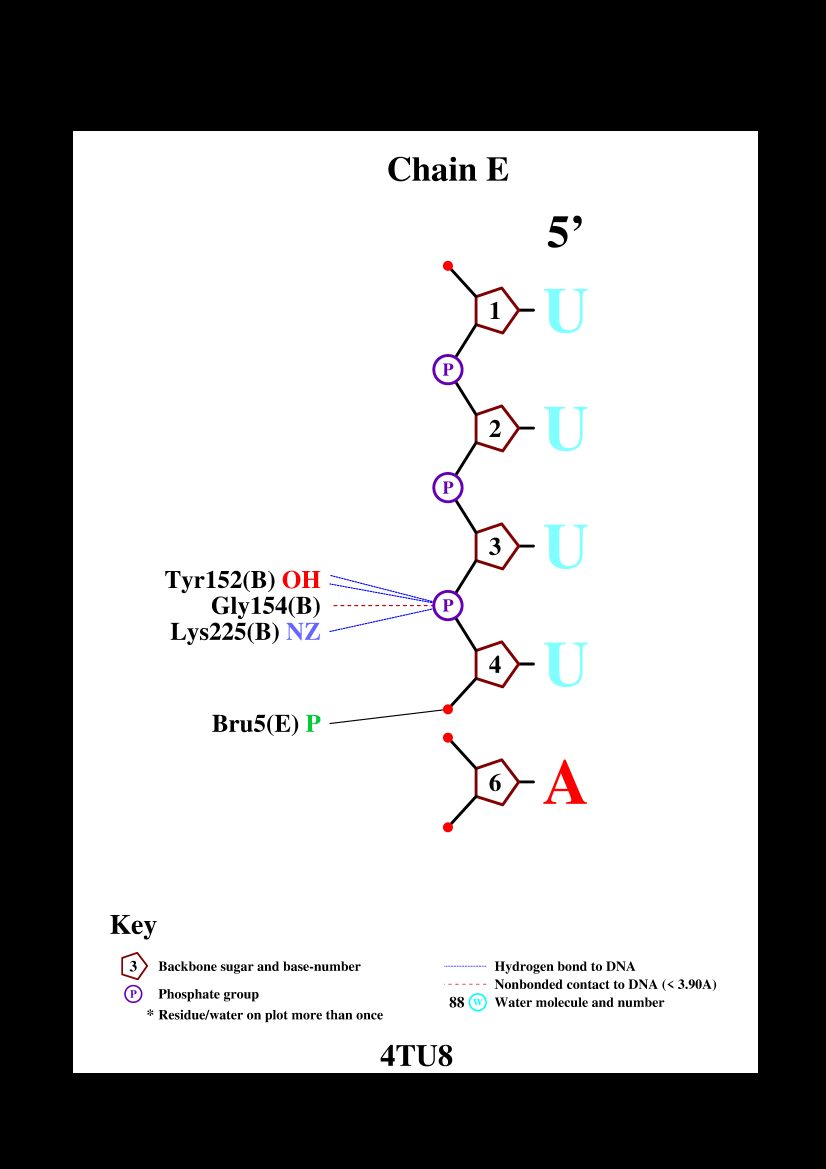 Chain E
5’
1 U
P
2 U
P
3 U
Tyr152(B) OH
Gly154(B) P
Lys225(B) NZ
4 U
Bru5(E) P
6 A
Key
3 Backbone sugar and base-number
P Phosphate group
* Residue/water on plot more than once
Hydrogen bond to DNA
Nonbonded contact to DNA (< 3.90A)
88 W Water molecule and number
4TU8